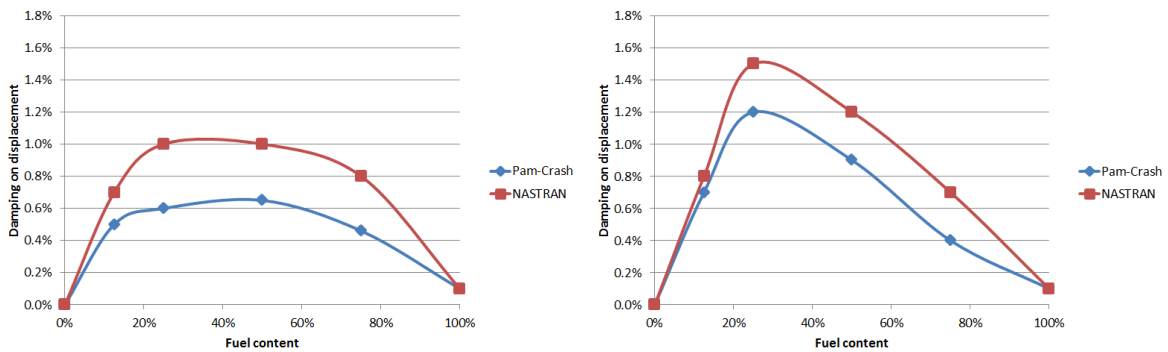 1.8%
1.6%
1.4%
1.2%
1.0%
0.8%
0.6%
0.4%
0.2%
0.0%
Damping on displacement
0% 20% 40% 60% 80% 100%
Fuel content
Pam-Crash
NASTRAN
1.8%
1.6%
1.4%
1.2%
1.0%
0.8%
0.6%
0.4%
0.2%
0.0%
Damping on displacement
0% 20% 40% 60% 80% 100%
Fuel content
Pam-Crash
NASTRAN